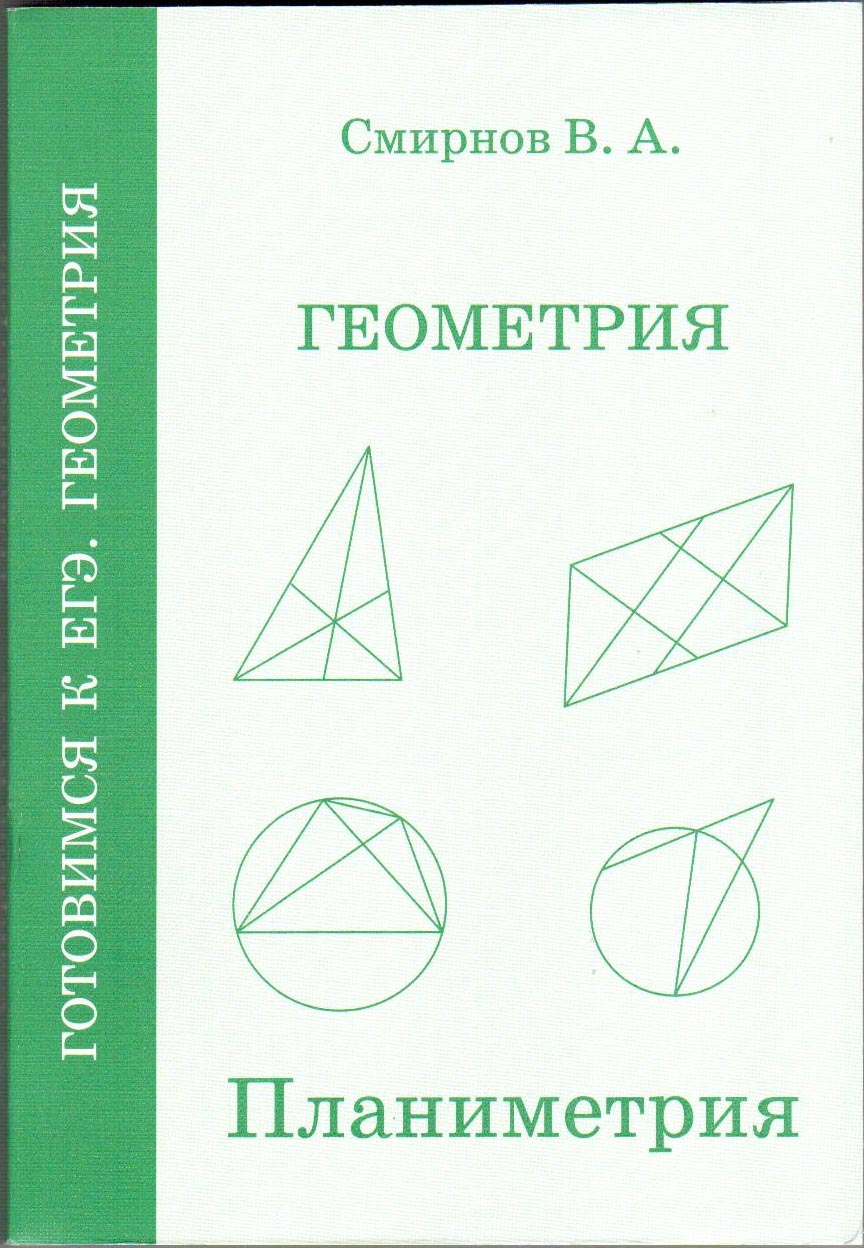 Смирнов В. А.
ГЕОМЕТРИЯ
Планиметрия
ГОТОВИМСЯ К ЕГЭ. ГЕОМЕТРИЯ